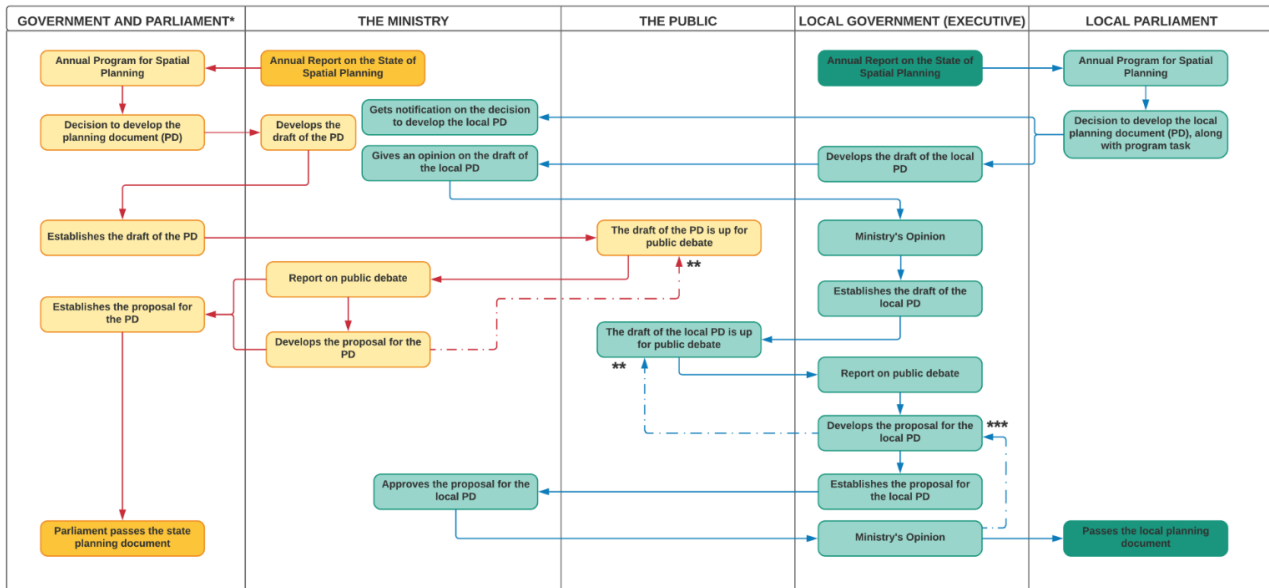 GOVERNMENT AND PARLIAMENT*
THE MINISTRY
THE PUBLIC
LOCAL GOVERNMENT (EXECUTIVE)
LOCAL PARLIAMENT
Annual Program for Spatial
Planning
Annual Report on the State of
Spatial Planning
Annual Report on the State of
Spatial Planning
Annual Program for Spatial
Planning
Gets notification on the decision
to develop the local PD
Decision to develop the
planning document (PD)
Develops the
draft of the PD
Decision to develop the local
planning document (PD), along
with program task
Gives an opinion on the draft of
the local PD
Develops the draft of the local
PD
Establishes the draft of the PD
The draft of the PD is up for
public debate
Ministry's Opinion
**
Report on public debate
Establishes the draft of the
local PD
Establishes the proposal for
the PD
Develops the proposal for the
PD
The draft of the local PD is up
for public debate
**
Report on public debate
Develops the proposal for the
local PD
***
Approves the proposal for the
local PD
Establishes the proposal for
the local PD
Parliament passes the state
planning document
Ministry's Opinion
Passes the local planning
document